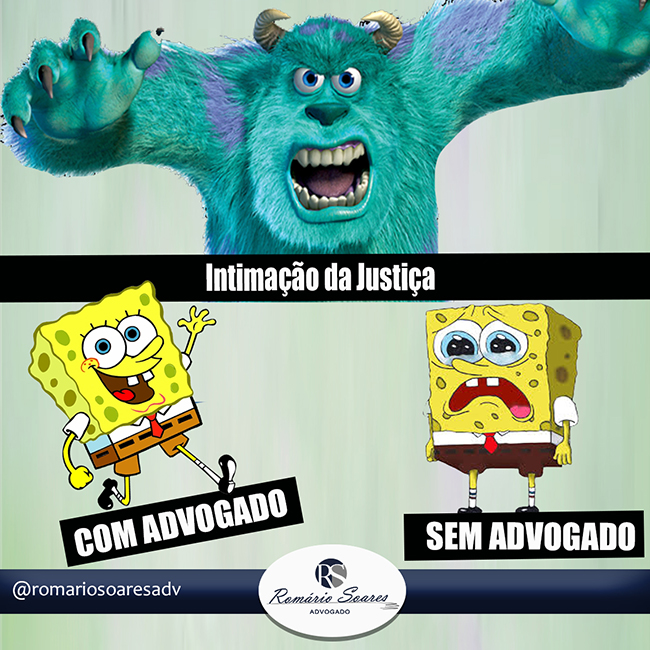 Intimação da Justiça
COM ADVOGADO
SEM ADVOGADO
@romariosoaresadv
RS
Romário Soares
ADVOGADO